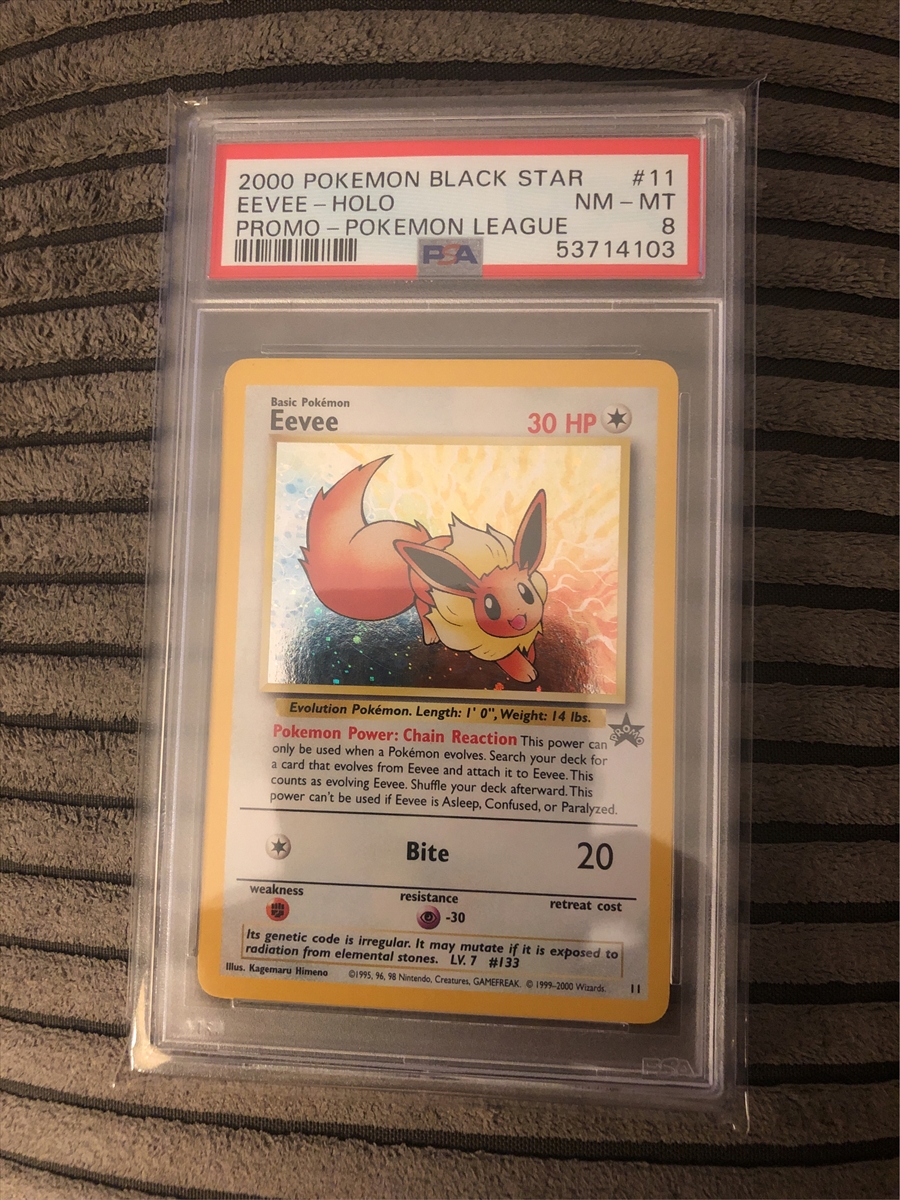 2000 POKEMON BLACK STAR #11
EEVEE – HOLO NM – MT
PROMO – POKEMON LEAGUE 8
PSA 53714103
Basic Pokémon
Eevee 30 HP
Evolution Pokémon. Length: 1' 0", Weight: 14 lbs.
PROMO
Pokemon Power: Chain Reaction This power can
only be used when a Pokémon evolves. Search your deck for
a card that evolves from Eevee and attach it to Eevee. This
counts as evolving Eevee. Shuffle your deck afterward. This
power can't be used if Eevee is Asleep, Confused, or Paralyzed.
Bite 20
weakness resistance retreat cost
-30
Its genetic code is irregular. It may mutate if it is exposed to
radiation from elemental stones. LV. 7 #133
Illus. Kagemaru Himeno ©1995, 96, 98 Nintendo, Creatures, GAMEFREAK. © 1999-2000 Wizards. 11
PSA